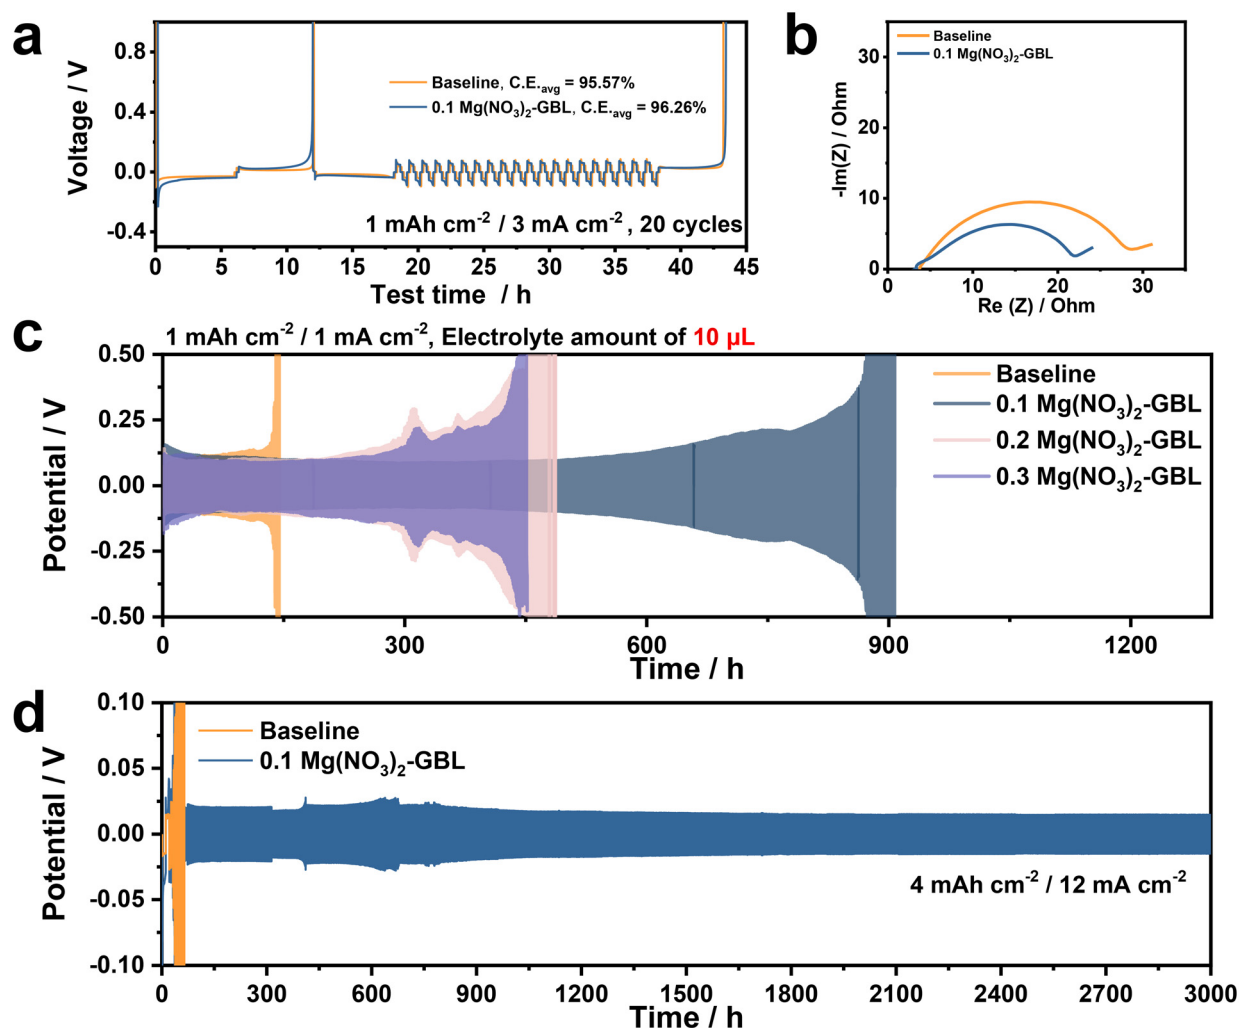 a
0.8
0.4
0.0
-0.4
Voltage / V
Baseline, C.E.avg = 95.57%
0.1 Mg(NO3)2-GBL, C.E.avg = 96.26%
1 mAh cm-2 / 3 mA cm-2 , 20 cycles
0 5 10 15 20 25 30 35 40 45
Test time / h
b
30
20
10
0
-Im(Z) / Ohm
Baseline
0.1 Mg(NO3)2-GBL
0 10 20 30
Re (Z) / Ohm
c
1 mAh cm-2 / 1 mA cm-2, Electrolyte amount of 10 μL
0.50
0.25
0.00
-0.25
-0.50
Potential / V
Baseline
0.1 Mg(NO3)2-GBL
0.2 Mg(NO3)2-GBL
0.3 Mg(NO3)2-GBL
0 300 600 900 1200
Time / h
d
0.10
0.05
0.00
-0.05
-0.10
Potential / V
Baseline
0.1 Mg(NO3)2-GBL
4 mAh cm-2 / 12 mA cm-2
0 300 600 900 1200 1500 1800 2100 2400 2700 3000
Time / h